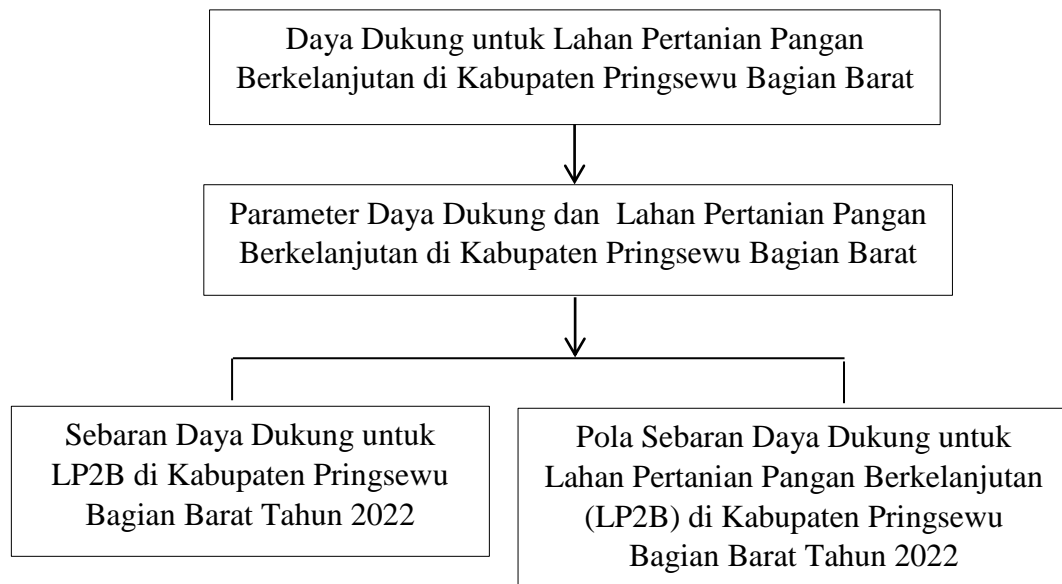 Daya Dukung untuk Lahan Pertanian Pangan
Berkelanjutan di Kabupaten Pringsewu Bagian Barat
Parameter Daya Dukung dan Lahan Pertanian Pangan
Berkelanjutan di Kabupaten Pringsewu Bagian Barat
Sebaran Daya Dukung untuk
LP2B di Kabupaten Pringsewu
Bagian Barat Tahun 2022
Pola Sebaran Daya Dukung untuk
Lahan Pertanian Pangan Berkelanjutan
(LP2B) di Kabupaten Pringsewu
Bagian Barat Tahun 2022